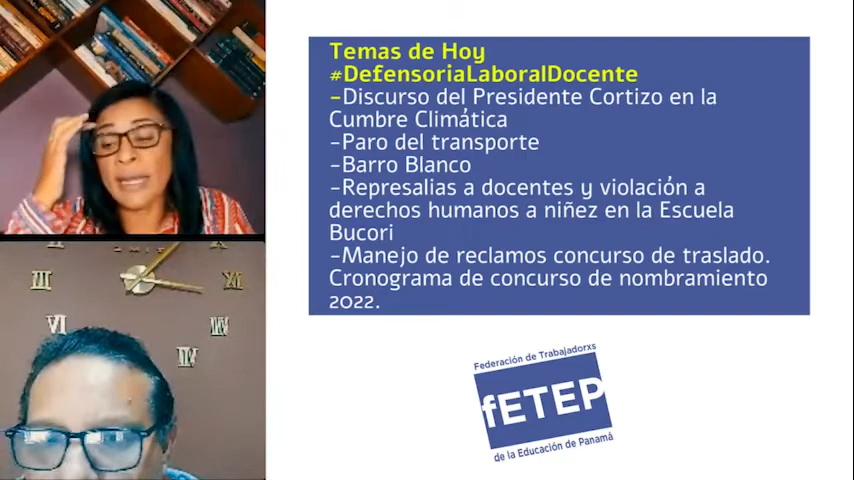 Temas de Hoy
#DefensoriaLaboralDocente
-Discurso del Presidente Cortizo en la
Cumbre Climática
-Paro del transporte
-Barro Blanco
-Represalias a docentes y violación a
derechos humanos a niñez en la Escuela
Bucori
-Manejo de reclamos concurso de traslado.
Cronograma de concurso de nombramiento
2022.
Federación de Trabajadorxs
fETEP
de la Educación de Panamá
III
VI